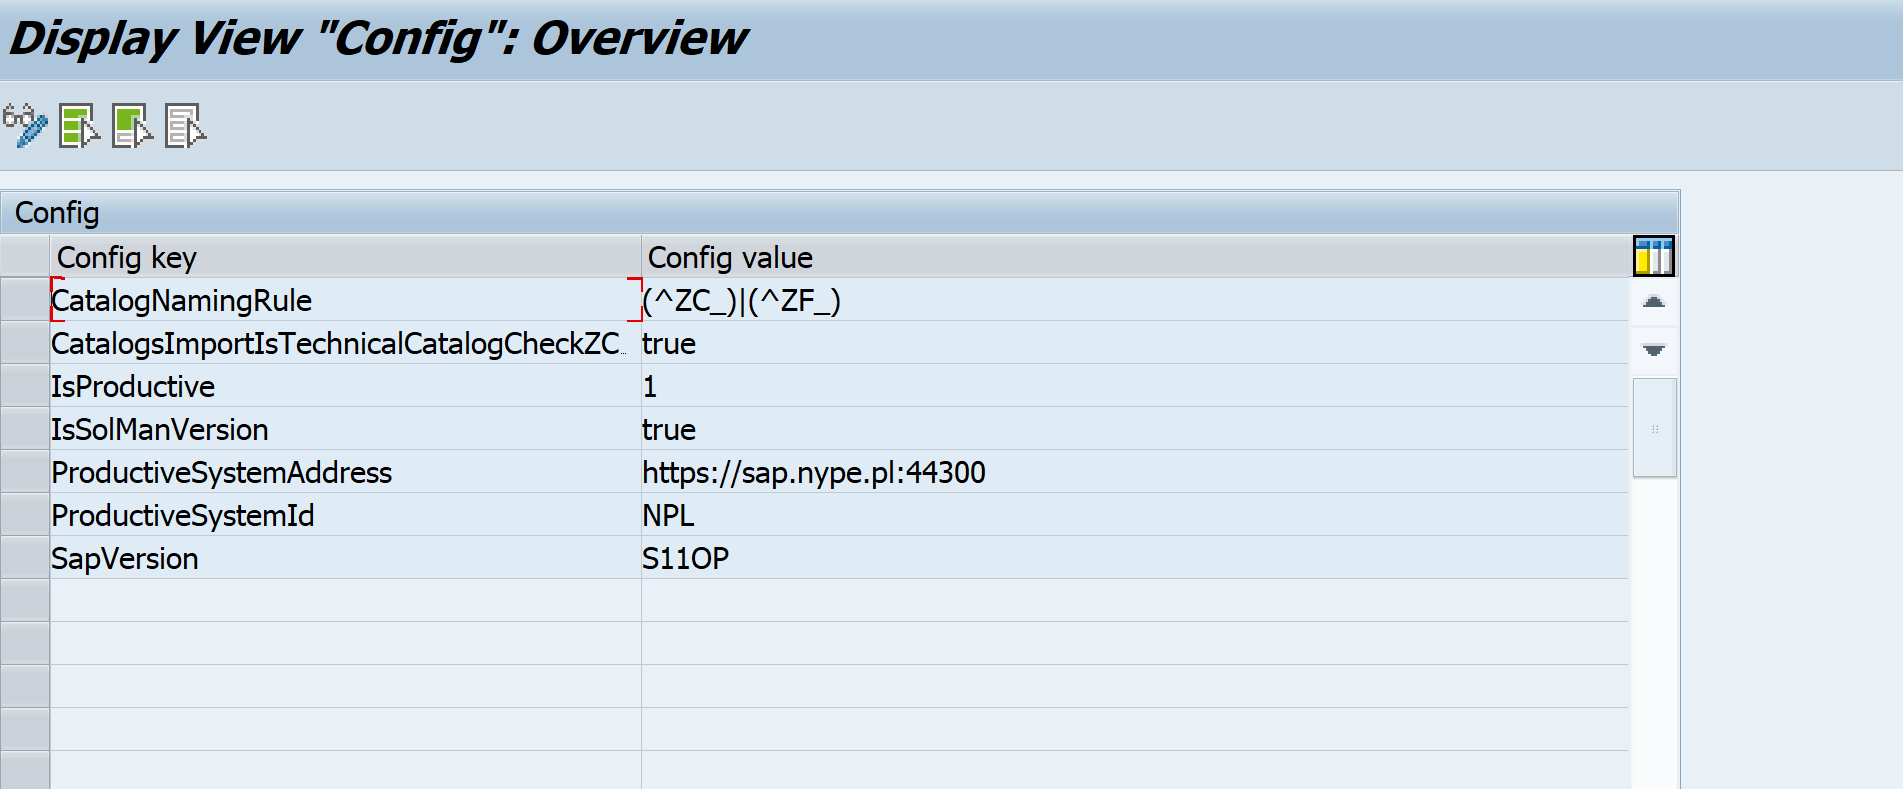 Display View "Config": Overview
Config
Config key Config value
CatalogNamingRule (^ZC_)|(^ZF_)
CatalogsImportIsTechnicalCatalogCheckZC… true
IsProductive 1
IsSolManVersion true
ProductiveSystemAddress https://sap.nype.pl:44300
ProductiveSystemId NPL
SapVersion S11OP